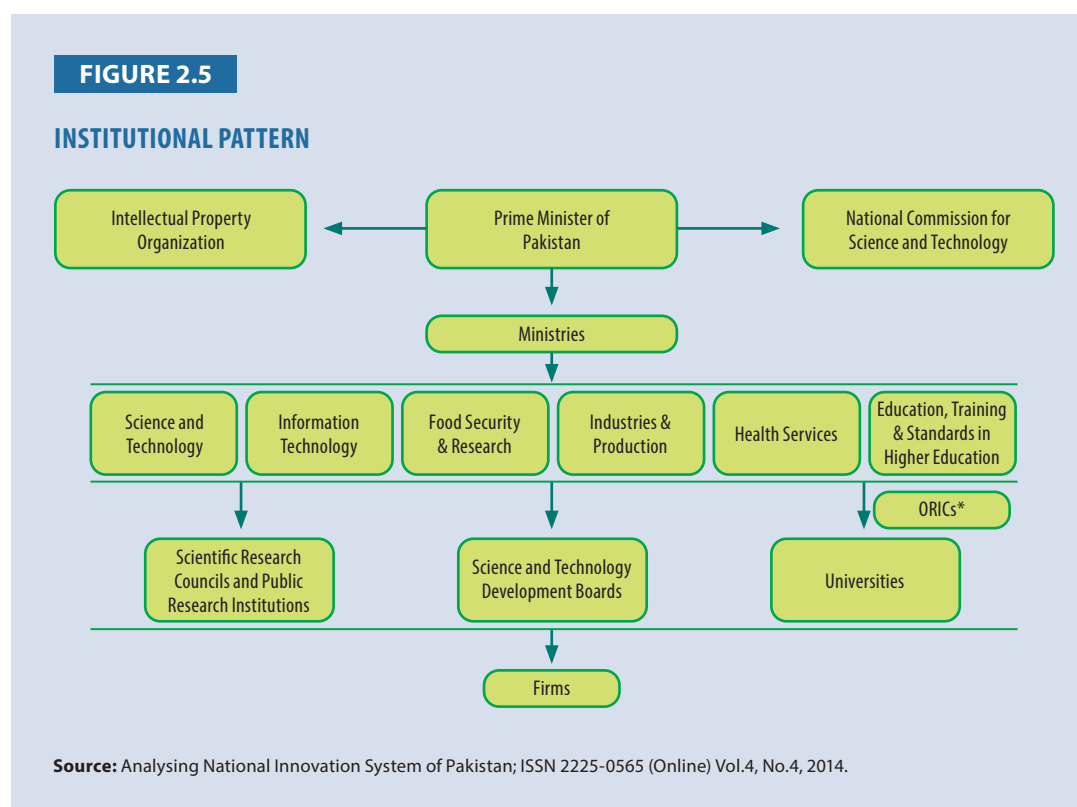 FIGURE 2.5
INSTITUTIONAL PATTERN
Intellectual Property
Organization
Prime Minister of
Pakistan
National Commission for
Science and Technology
Ministries
Science and
Technology
Information
Technology
Food Security
& Research
Industries &
Production
Health Services
Education, Training
& Standards in
Higher Education
ORICs*
Scientific Research
Councils and Public
Research Institutions
Science and Technology
Development Boards
Universities
Firms
Source: Analysing National Innovation System of Pakistan; ISSN 2225-0565 (Online) Vol.4, No.4, 2014.